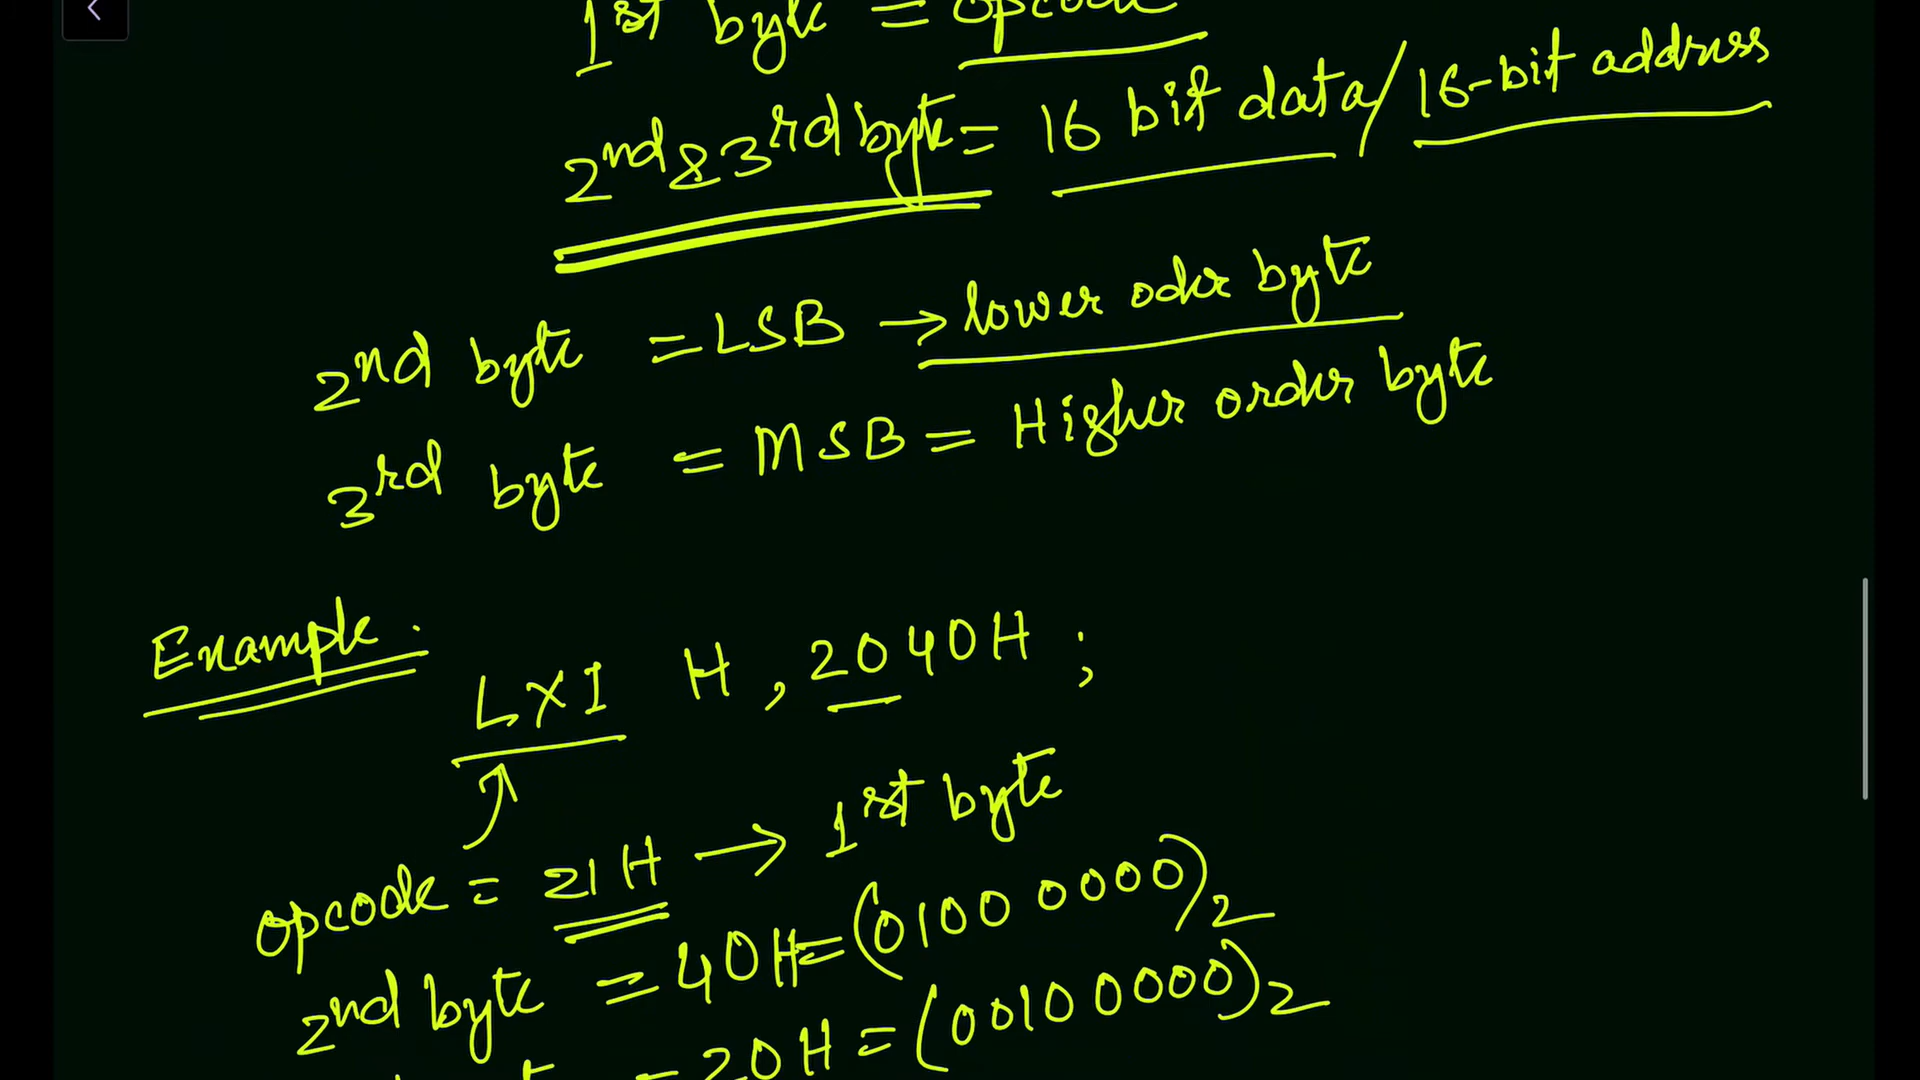 1st byte = opcode
2nd & 3rd byte = 16 bit data / 16-bit address
2nd byte = LSB → lower oder byte
3rd byte = MSB = Higher order byte
Example.
LXI H, 2040H ;
opcode = 21H → 1st byte
2nd byte = 40H = (0100 0000)2
= 20H = (0010 0000)2